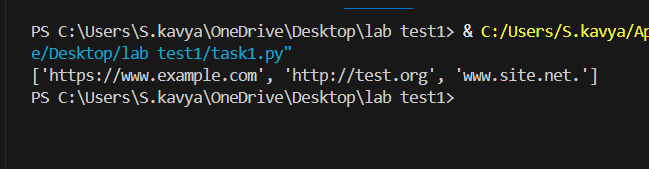 PS C:\Users\S.kavya\OneDrive\Desktop\lab test1> & C:/Users/S.kavya/Ap
e/Desktop/lab test1/task1.py"
['https://www.example.com', 'http://test.org', 'www.site.net.']
PS C:\Users\S.kavya\OneDrive\Desktop\lab test1>